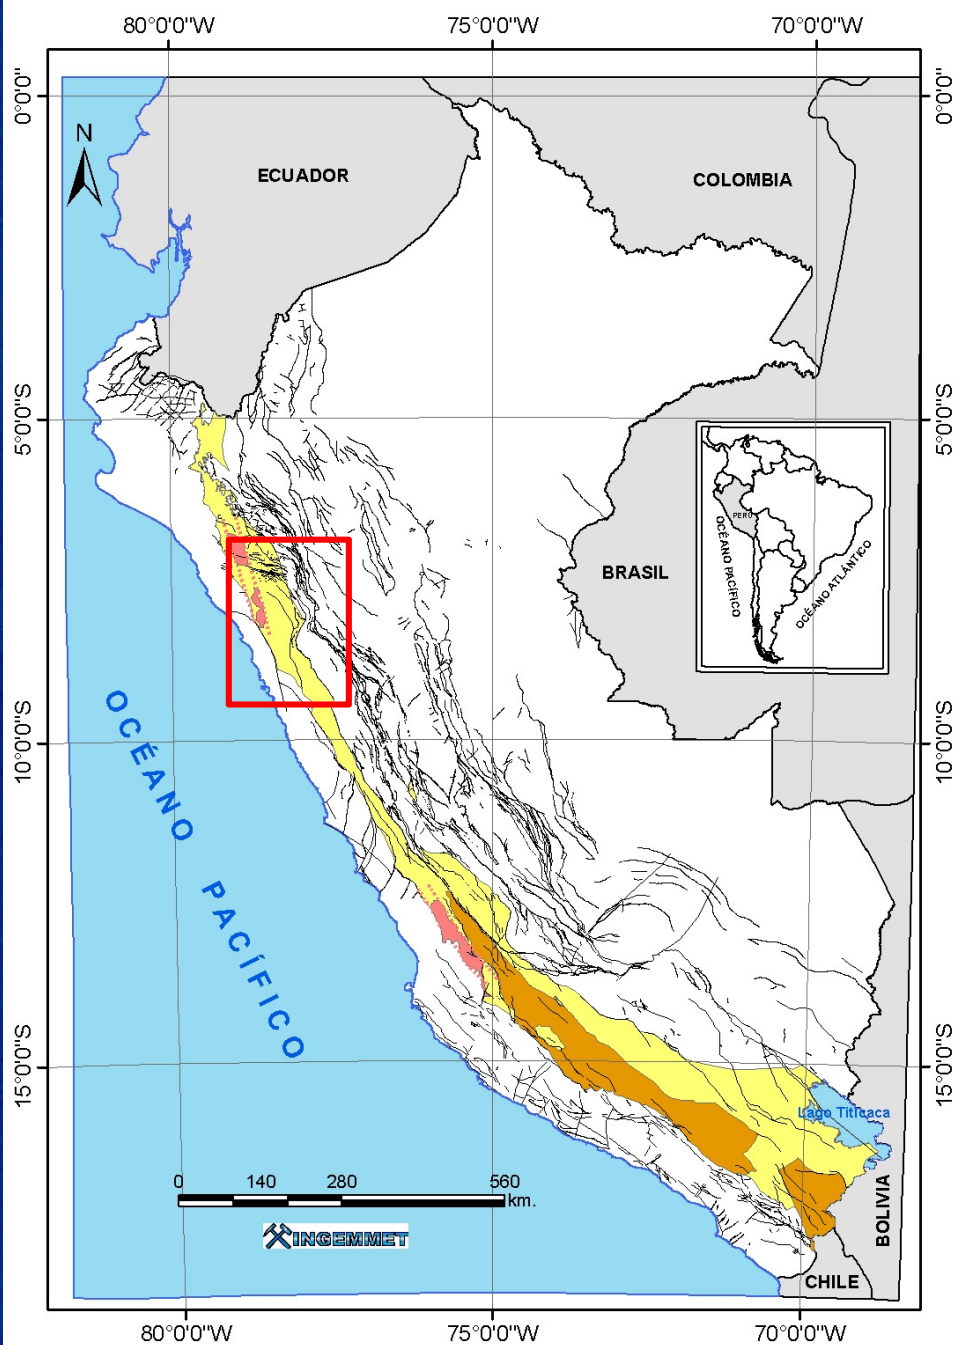 80°0'0"W 75°0'0"W 70°0'0"W
0°0'0" 0°0'0"
N
ECUADOR
COLOMBIA
5°0'0"S 5°0'0"S
PERÚ
OCÉANO PACÍFICO
OCÉANO ATLÁNTICO
BRASIL
OCÉANO PACÍFICO
10°0'0"S 10°0'0"S
15°0'0"S 15°0'0"S
Lago Titicaca
0 140 280 560
km.
INGEMMET
BOLIVIA
CHILE
80°0'0"W 75°0'0"W 70°0'0"W